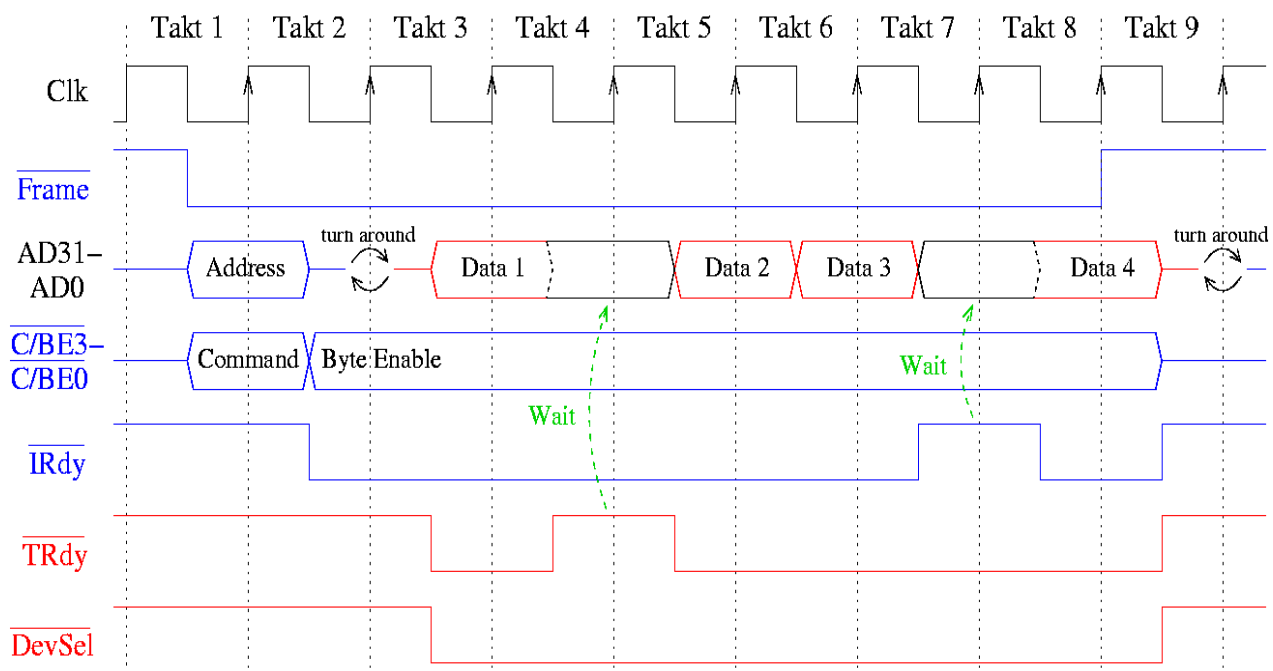 Takt 1 Takt 2 Takt 3 Takt 4 Takt 5 Takt 6 Takt 7 Takt 8 Takt 9
Clk
Frame
turn around
turn around
AD31–
AD0
Address
Data 1
Data 2
Data 3
Data 4
C/BE3–
C/BE0
Command
Byte Enable
Wait
Wait
IRdy
TRdy
DevSel